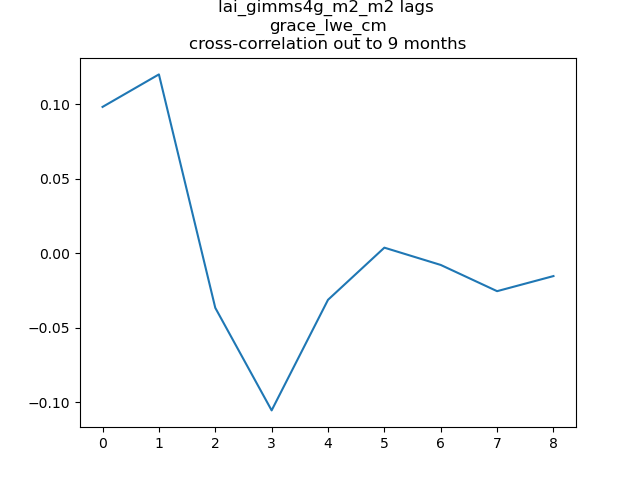 lai_gimms4g_m2_m2 lags
grace_lwe_cm
cross-correlation out to 9 months
0.10
0.05
0.00
−0.05
−0.10
0 1 2 3 4 5 6 7 8